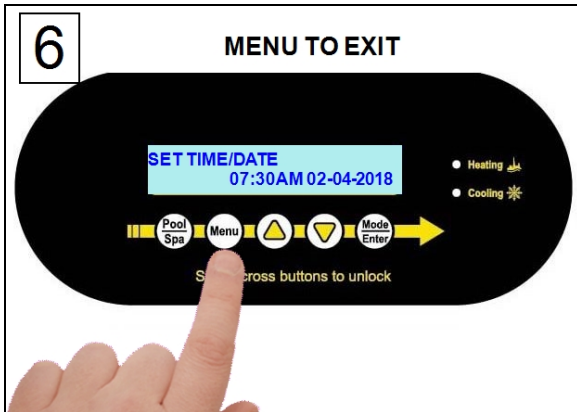 6
MENU TO EXIT
SET TIME/DATE
07:30AM 02-04-2018
Heating
Cooling
Pool
Spa
Menu
Mode
Enter
cross buttons to unlock